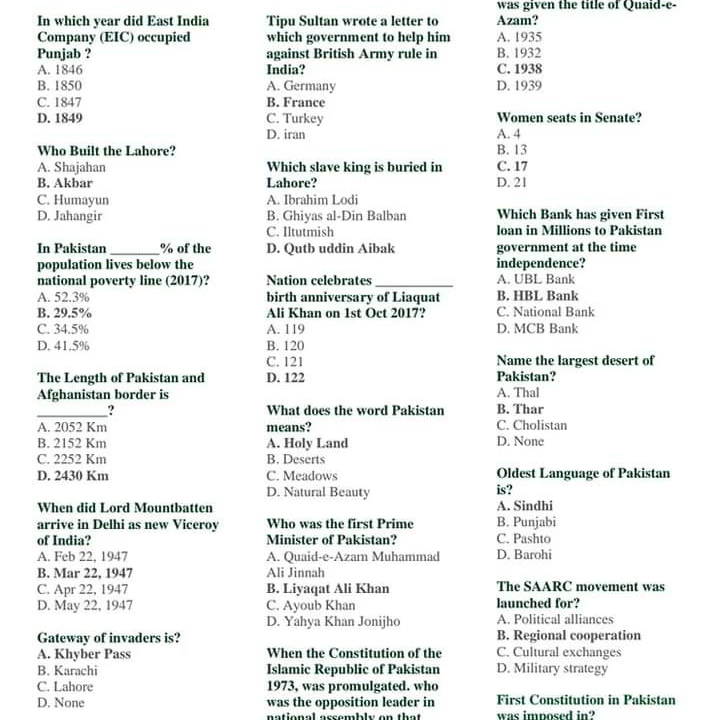 In which year did East India
Company (EIC) occupied
Punjab ?
A. 1846
B. 1850
C. 1847
D. 1849
Who Built the Lahore?
A. Shajahan
B. Akbar
C. Humayun
D. Jahangir
In Pakistan _______% of the
population lives below the
national poverty line (2017)?
A. 52.3%
B. 29.5%
C. 34.5%
D. 41.5%
The Length of Pakistan and
Afghanistan border is
__________?
A. 2052 Km
B. 2152 Km
C. 2252 Km
D. 2430 Km
When did Lord Mountbatten
arrive in Delhi as new Viceroy
of India?
A. Feb 22, 1947
B. Mar 22, 1947
C. Apr 22, 1947
D. May 22, 1947
Gateway of invaders is?
A. Khyber Pass
B. Karachi
C. Lahore
D. None
Tipu Sultan wrote a letter to
which government to help him
against British Army rule in
India?
A. Germany
B. France
C. Turkey
D. iran
Which slave king is buried in
Lahore?
A. Ibrahim Lodi
B. Ghiyas al-Din Balban
C. Iltutmish
D. Qutb uddin Aibak
Nation celebrates ___________
birth anniversary of Liaquat
Ali Khan on 1st Oct 2017?
A. 119
B. 120
C. 121
D. 122
What does the word Pakistan
means?
A. Holy Land
B. Deserts
C. Meadows
D. Natural Beauty
Who was the first Prime
Minister of Pakistan?
A. Quaid-e-Azam Muhammad
Ali Jinnah
B. Liyaqat Ali Khan
C. Ayoub Khan
D. Yahya Khan Jonijho
When the Constitution of the
Islamic Republic of Pakistan
1973, was promulgated. who
was the opposition leader in
national assembly on that
was given the title of Quaid-e-
Azam?
A. 1935
B. 1932
C. 1938
D. 1939
Women seats in Senate?
A. 4
B. 13
C. 17
D. 21
Which Bank has given First
loan in Millions to Pakistan
government at the time
independence?
A. UBL Bank
B. HBL Bank
C. National Bank
D. MCB Bank
Name the largest desert of
Pakistan?
A. Thal
B. Thar
C. Cholistan
D. None
Oldest Language of Pakistan
is?
A. Sindhi
B. Punjabi
C. Pashto
D. Barohi
The SAARC movement was
launched for?
A. Political alliances
B. Regional cooperation
C. Cultural exchanges
D. Military strategy
First Constitution in Pakistan
was imposed in?